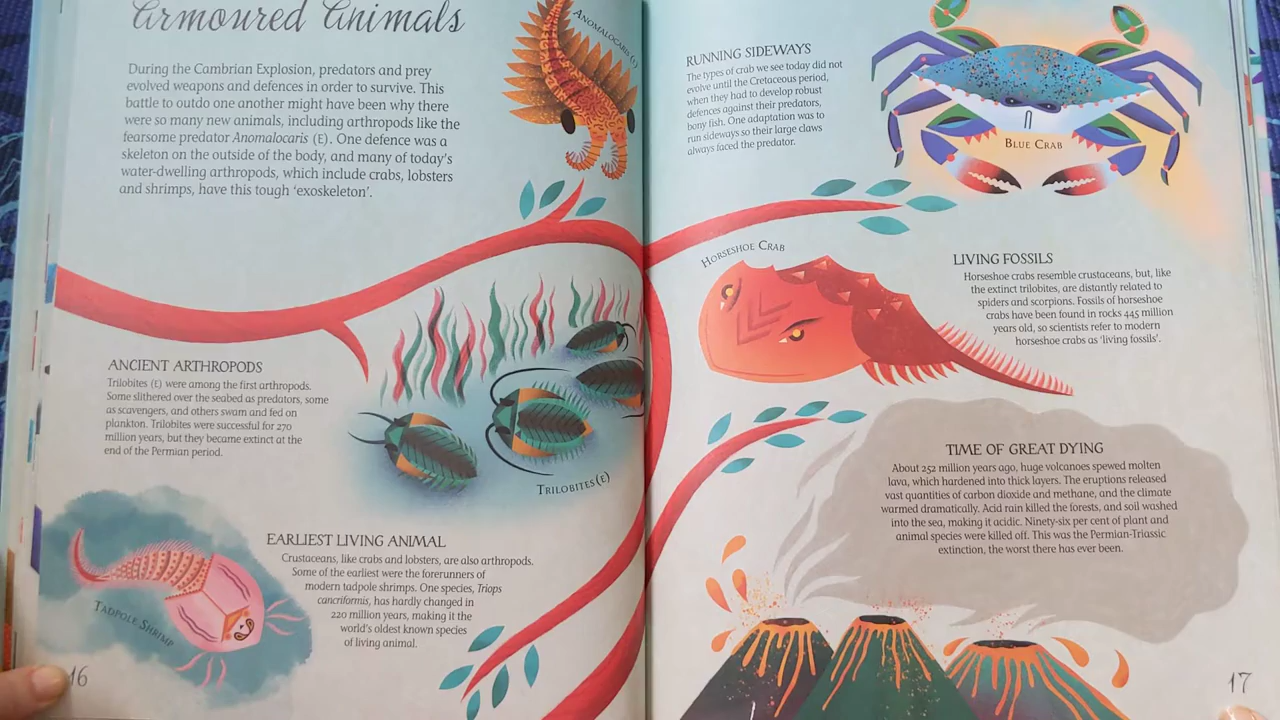 Armoured Animals
During the Cambrian Explosion, predators and prey
evolved weapons and defences in order to survive. This
battle to outdo one another might have been why there
were so many new animals, including arthropods like the
fearsome predator Anomalocaris (E). One defence was a
skeleton on the outside of the body, and many of today's
water-dwelling arthropods, which include crabs, lobsters
and shrimps, have this tough 'exoskeleton'.
ANOMALOCARIS (E)
ANCIENT ARTHROPODS
Trilobites (E) were among the first arthropods.
Some slithered over the seabed as predators, some
as scavengers, and others swam and fed on
plankton. Trilobites were successful for 270
million years, but they became extinct at the
end of the Permian period.
TRILOBITES (E)
EARLIEST LIVING ANIMAL
Crustaceans, like crabs and lobsters, are also arthropods.
Some of the earliest were the forerunners of
modern tadpole shrimps. One species, Triops
cancriformis, has hardly changed in
220 million years, making it the
world's oldest known species
of living animal.
TADPOLE SHRIMP
16
RUNNING SIDEWAYS
The types of crab we see today did not
evolve until the Cretaceous period,
when they had to develop robust
defences against their predators,
bony fish. One adaptation was to
run sideways so their large claws
always faced the predator.
BLUE CRAB
HORSESHOE CRAB
LIVING FOSSILS
Horseshoe crabs resemble crustaceans, but, like
the extinct trilobites, are distantly related to
spiders and scorpions. Fossils of horseshoe
crabs have been found in rocks 445 million
years old, so scientists refer to modern
horseshoe crabs as 'living fossils'.
TIME OF GREAT DYING
About 252 million years ago, huge volcanoes spewed molten
lava, which hardened into thick layers. The eruptions released
vast quantities of carbon dioxide and methane, and the climate
warmed dramatically. Acid rain killed the forests, and soil washed
into the sea, making it acidic. Ninety-six per cent of plant and
animal species were killed off. This was the Permian-Triassic
extinction, the worst there has ever been.
17